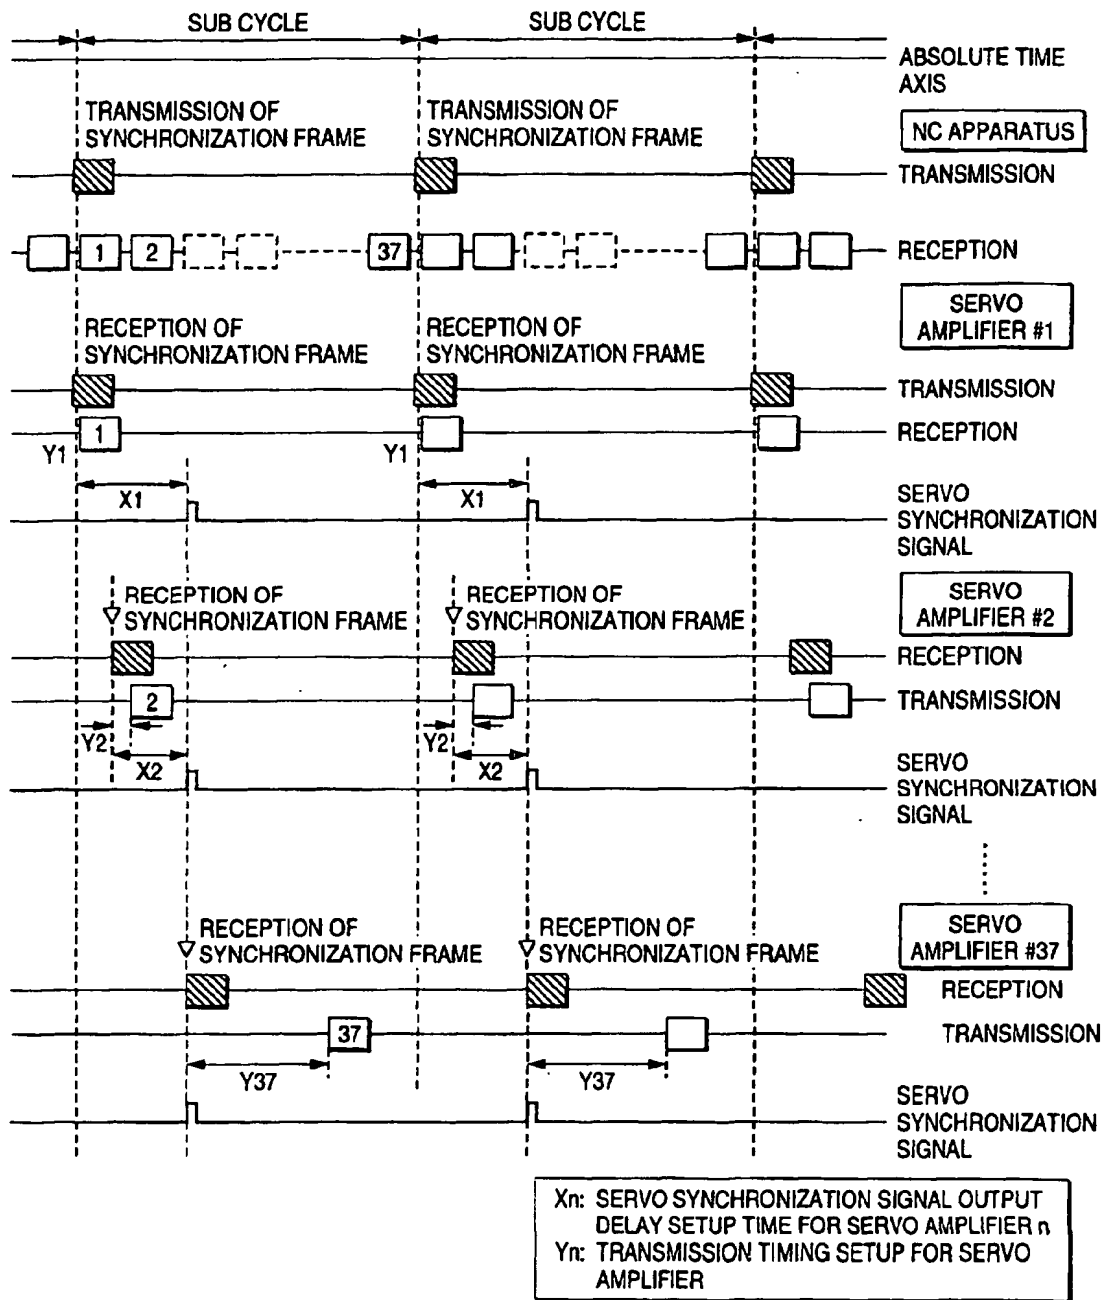 SUB CYCLE
SUB CYCLE
ABSOLUTE TIME
AXIS
TRANSMISSION OF
SYNCHRONIZATION FRAME
TRANSMISSION OF
SYNCHRONIZATION FRAME
NC APPARATUS
TRANSMISSION
1 2 37
RECEPTION
SERVO
AMPLIFIER #1
RECEPTION OF
SYNCHRONIZATION FRAME
RECEPTION OF
SYNCHRONIZATION FRAME
TRANSMISSION
1
RECEPTION
Y1
Y1
X1
X1
SERVO
SYNCHRONIZATION
SIGNAL
RECEPTION OF
SYNCHRONIZATION FRAME
RECEPTION OF
SYNCHRONIZATION FRAME
SERVO
AMPLIFIER #2
RECEPTION
2
TRANSMISSION
Y2
Y2
X2
X2
SERVO
SYNCHRONIZATION
SIGNAL
RECEPTION OF
SYNCHRONIZATION FRAME
RECEPTION OF
SYNCHRONIZATION FRAME
SERVO
AMPLIFIER #37
RECEPTION
37
TRANSMISSION
Y37
Y37
SERVO
SYNCHRONIZATION
SIGNAL
Xn: SERVO SYNCHRONIZATION SIGNAL OUTPUT
DELAY SETUP TIME FOR SERVO AMPLIFIER n
Yn: TRANSMISSION TIMING SETUP FOR SERVO
AMPLIFIER